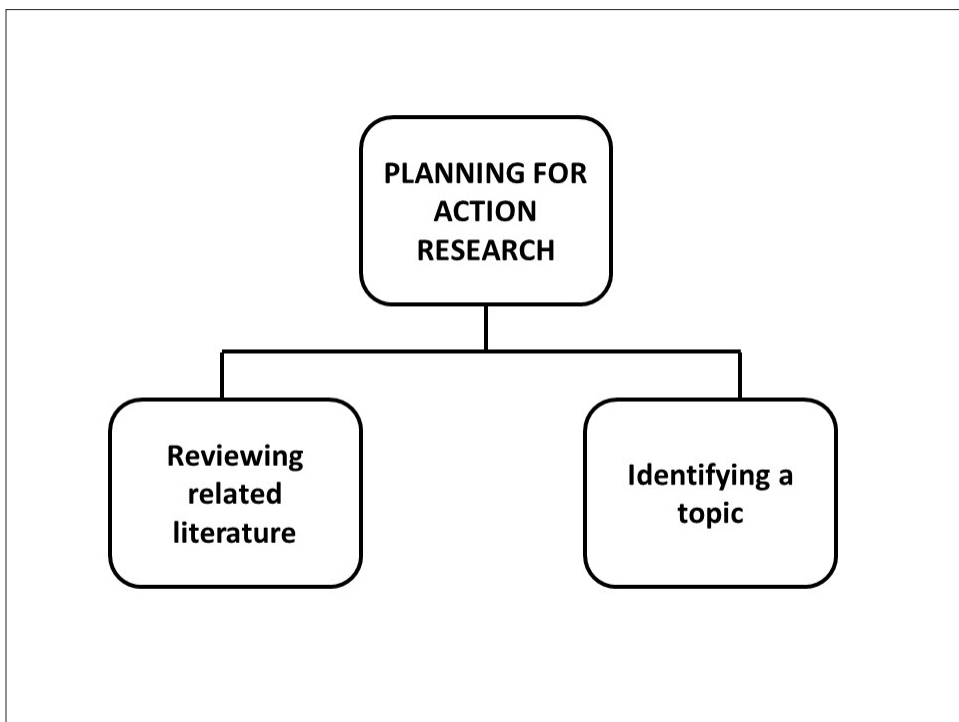 PLANNING FOR
ACTION
RESEARCH
Reviewing
related
literature
Identifying a
topic